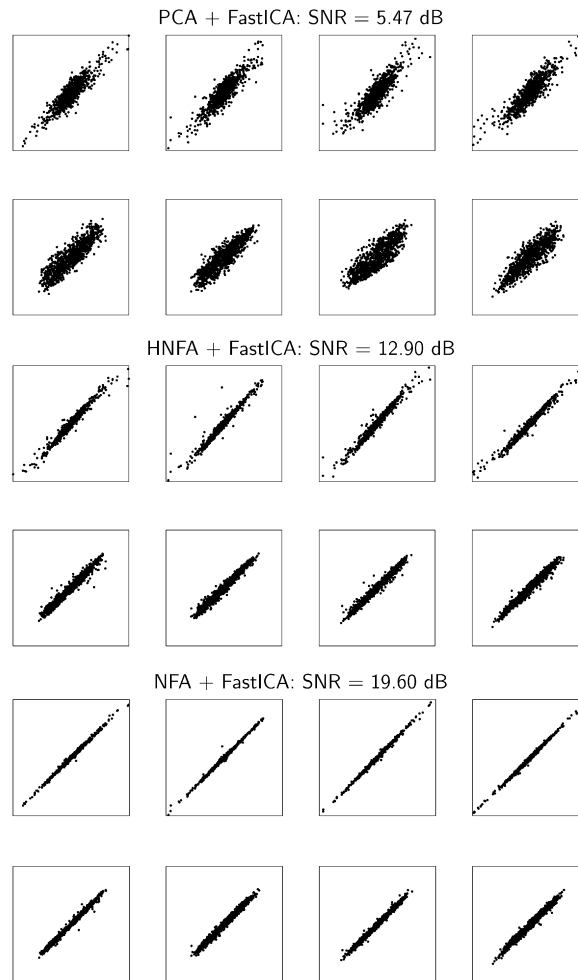 PCA + FastICA: SNR = 5.47 dB
HNFA + FastICA: SNR = 12.90 dB
NFA + FastICA: SNR = 19.60 dB